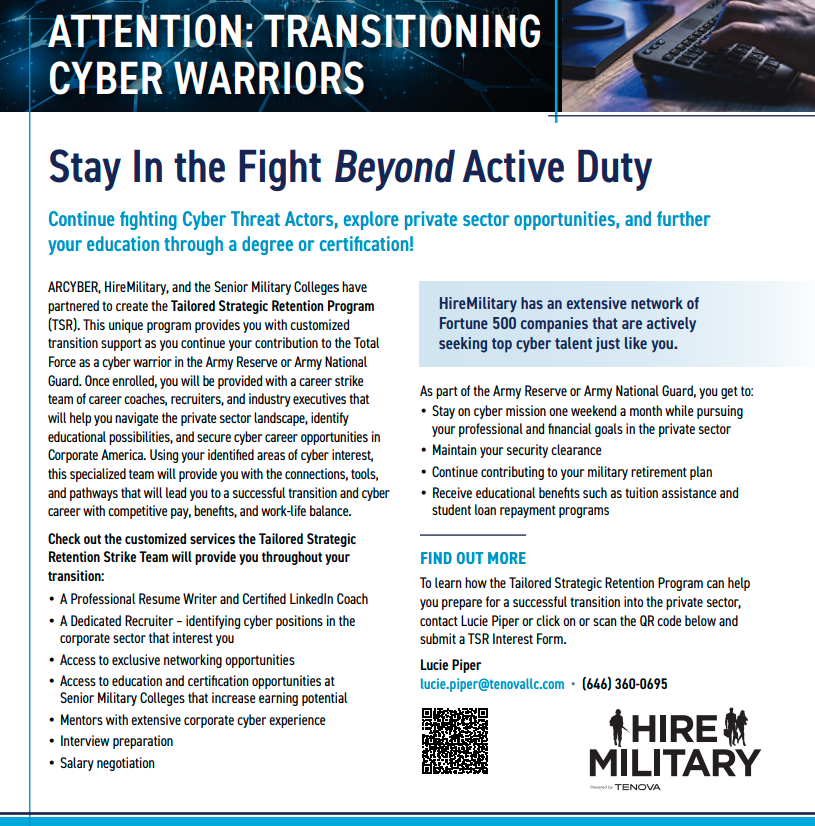 ATTENTION: TRANSITIONING
CYBER WARRIORS
Stay In the Fight Beyond Active Duty
Continue fighting Cyber Threat Actors, explore private sector opportunities, and further
your education through a degree or certification!
ARCYBER, HireMilitary, and the Senior Military Colleges have
partnered to create the Tailored Strategic Retention Program
(TSR). This unique program provides you with customized
transition support as you continue your contribution to the Total
Force as a cyber warrior in the Army Reserve or Army National
Guard. Once enrolled, you will be provided with a career strike
team of career coaches, recruiters, and industry executives that
will help you navigate the private sector landscape, identify
educational possibilities, and secure cyber career opportunities in
Corporate America. Using your identified areas of cyber interest,
this specialized team will provide you with the connections, tools,
and pathways that will lead you to a successful transition and cyber
career with competitive pay, benefits, and work-life balance.
Check out the customized services the Tailored Strategic
Retention Strike Team will provide you throughout your
transition:
• A Professional Resume Writer and Certified LinkedIn Coach
• A Dedicated Recruiter – identifying cyber positions in the
corporate sector that interest you
• Access to exclusive networking opportunities
• Access to education and certification opportunities at
Senior Military Colleges that increase earning potential
• Mentors with extensive corporate cyber experience
• Interview preparation
• Salary negotiation
HireMilitary has an extensive network of
Fortune 500 companies that are actively
seeking top cyber talent just like you.
As part of the Army Reserve or Army National Guard, you get to:
• Stay on cyber mission one weekend a month while pursuing
your professional and financial goals in the private sector
• Maintain your security clearance
• Continue contributing to your military retirement plan
• Receive educational benefits such as tuition assistance and
student loan repayment programs
FIND OUT MORE
To learn how the Tailored Strategic Retention Program can help
you prepare for a successful transition into the private sector,
contact Lucie Piper or click on or scan the QR code below and
submit a TSR Interest Form.
Lucie Piper
lucie.piper@tenovallc.com • (646) 360-0695
HIRE
MILITARY
Powered by TENOVA